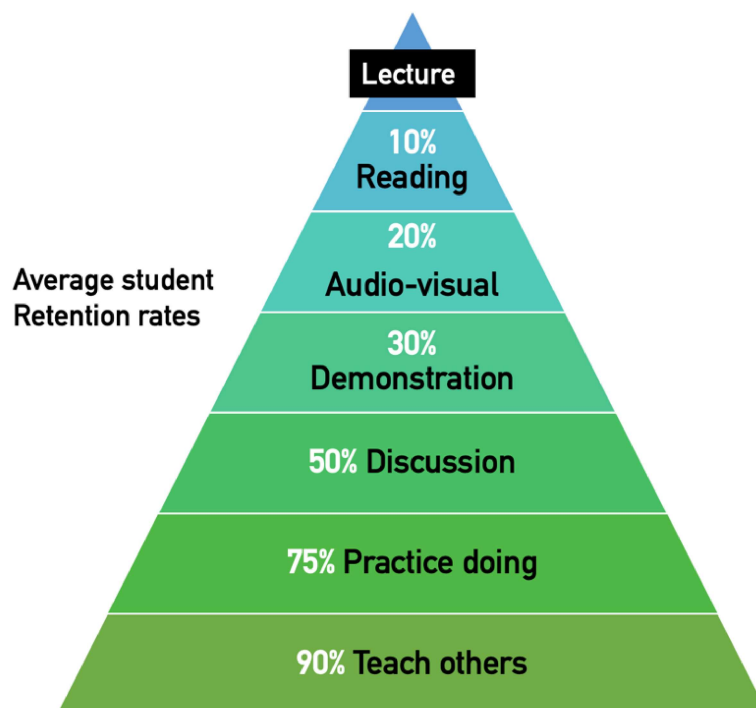 Lecture
10%
Reading
20%
Audio-visual
Average student
Retention rates
30%
Demonstration
50% Discussion
75% Practice doing
90% Teach others